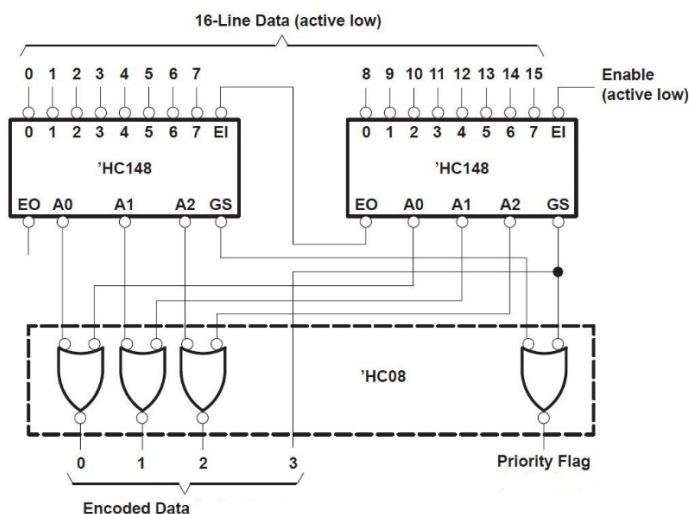 16-Line Data (active low)
0 1 2 3 4 5 6 7
8 9 10 11 12 13 14 15
Enable
(active low)
0 1 2 3 4 5 6 7 EI
'HC148
EO A0 A1 A2 GS
0 1 2 3 4 5 6 7 EI
'HC148
EO A0 A1 A2 GS
'HC08
0 1 2 3
Priority Flag
Encoded Data